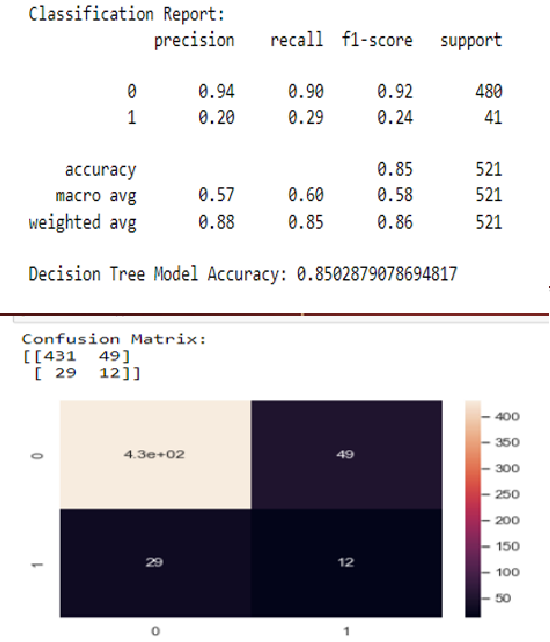 Classification Report:
precision recall f1-score support
0 0.94 0.90 0.92 480
1 0.20 0.29 0.24 41
accuracy 0.85 521
macro avg 0.57 0.60 0.58 521
weighted avg 0.88 0.85 0.86 521
Decision Tree Model Accuracy: 0.8502879078694817
Confusion Matrix:
[[431 49]
[ 29 12]]
400
0 4.3e+02 49
350
300
250
200
150
1 29 12
100
50
0 1